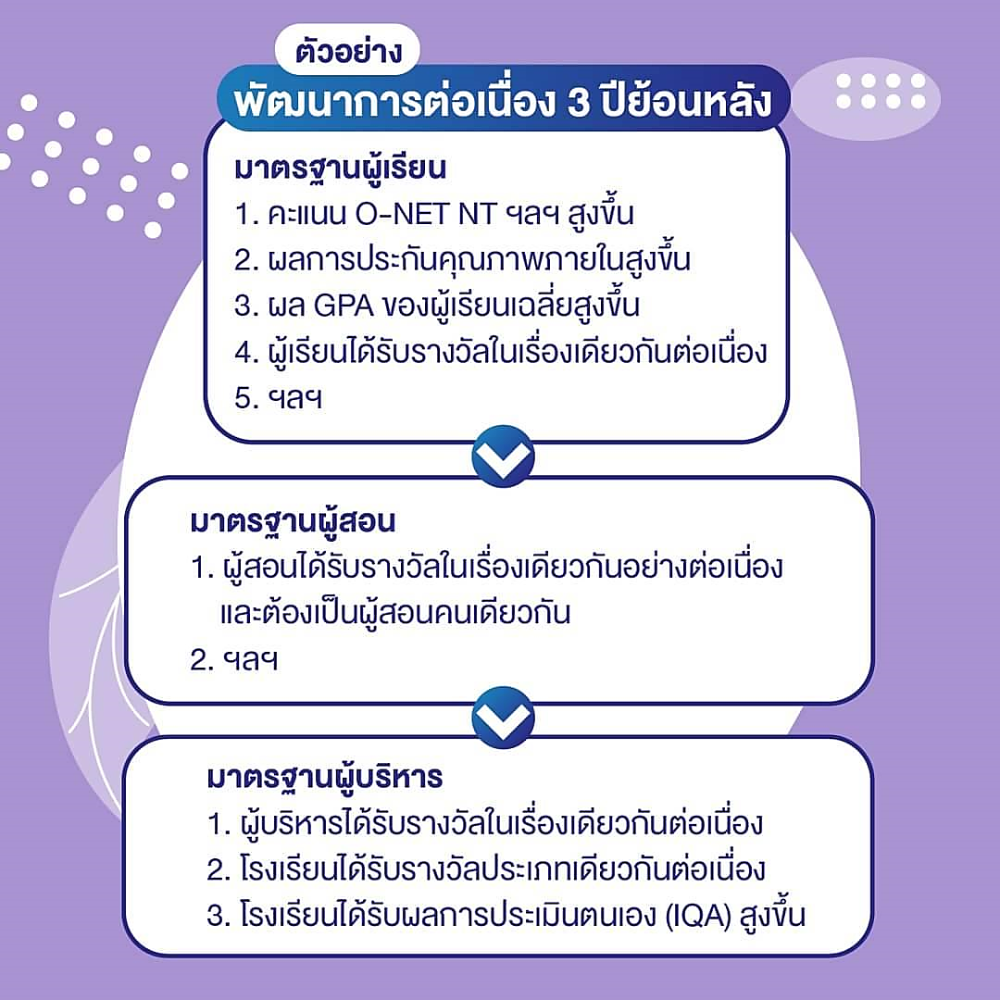 ตัวอย่าง
พัฒนาการต่อเนื่อง 3 ปีย้อนหลัง
มาตรฐานผู้เรียน
1. คะแนน O-NET NT ฯลฯ สูงขึ้น
2. ผลการประกันคุณภาพภายในสูงขึ้น
3. ผล GPA ของผู้เรียนเฉลี่ยสูงขึ้น
4. ผู้เรียนได้รับรางวัลในเรื่องเดียวกันต่อเนื่อง
5. ฯลฯ
มาตรฐานผู้สอน
1. ผู้สอนได้รับรางวัลในเรื่องเดียวกันอย่างต่อเนื่อง
และต้องเป็นผู้สอนคนเดียวกัน
2. ฯลฯ
มาตรฐานผู้บริหาร
1. ผู้บริหารได้รับรางวัลในเรื่องเดียวกันต่อเนื่อง
2. โรงเรียนได้รับรางวัลประเภทเดียวกันต่อเนื่อง
3. โรงเรียนได้รับผลการประเมินตนเอง (IQA) สูงขึ้น